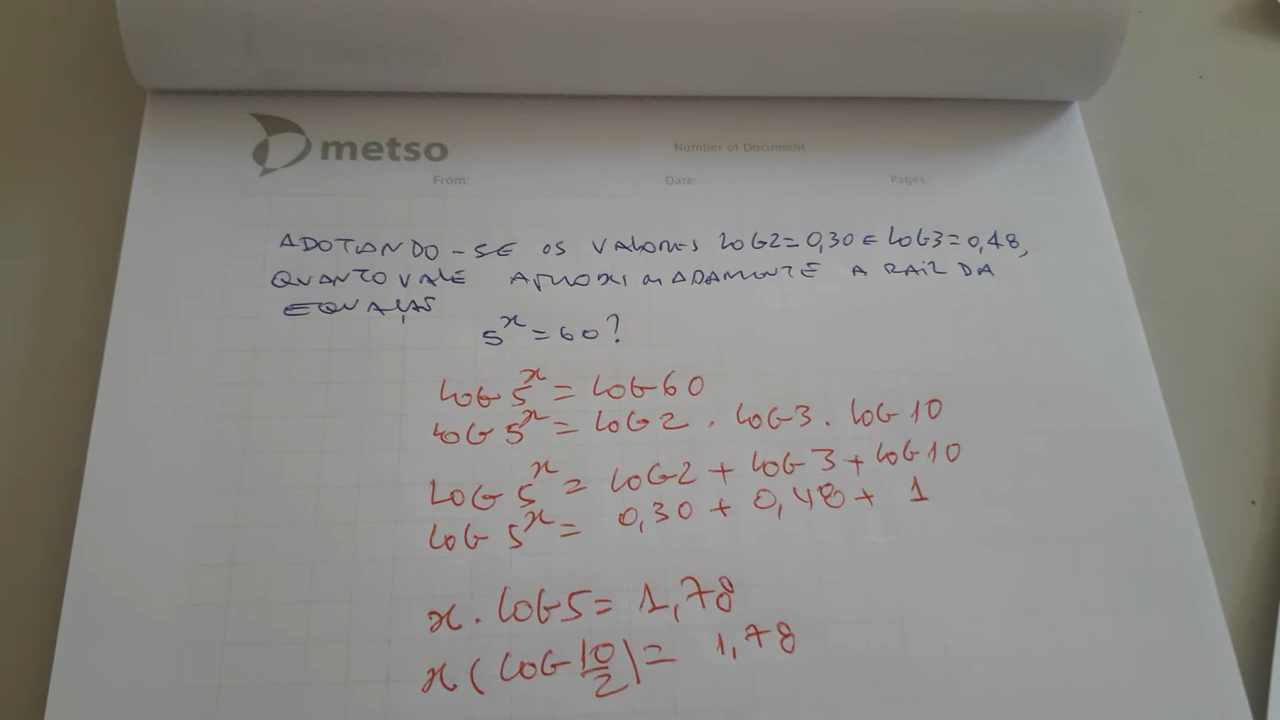 metso
Number of Document
From: Date: Pages:
ADOTANDO-SE OS VALORES LOG2=0,30 E LOG3=0,48,
QUANTO VALE APROXIMADAMENTE A RAIZ DA
EQUAÇÃO
5^x=60?
LOG 5^x = LOG 60
LOG 5^x = LOG 2 . LOG 3 . LOG 10
LOG 5^x = LOG 2 + LOG 3 + LOG 10
LOG 5^x = 0,30 + 0,48 + 1
x . LOG 5 = 1,78
x ( LOG 10/2 ) = 1,78